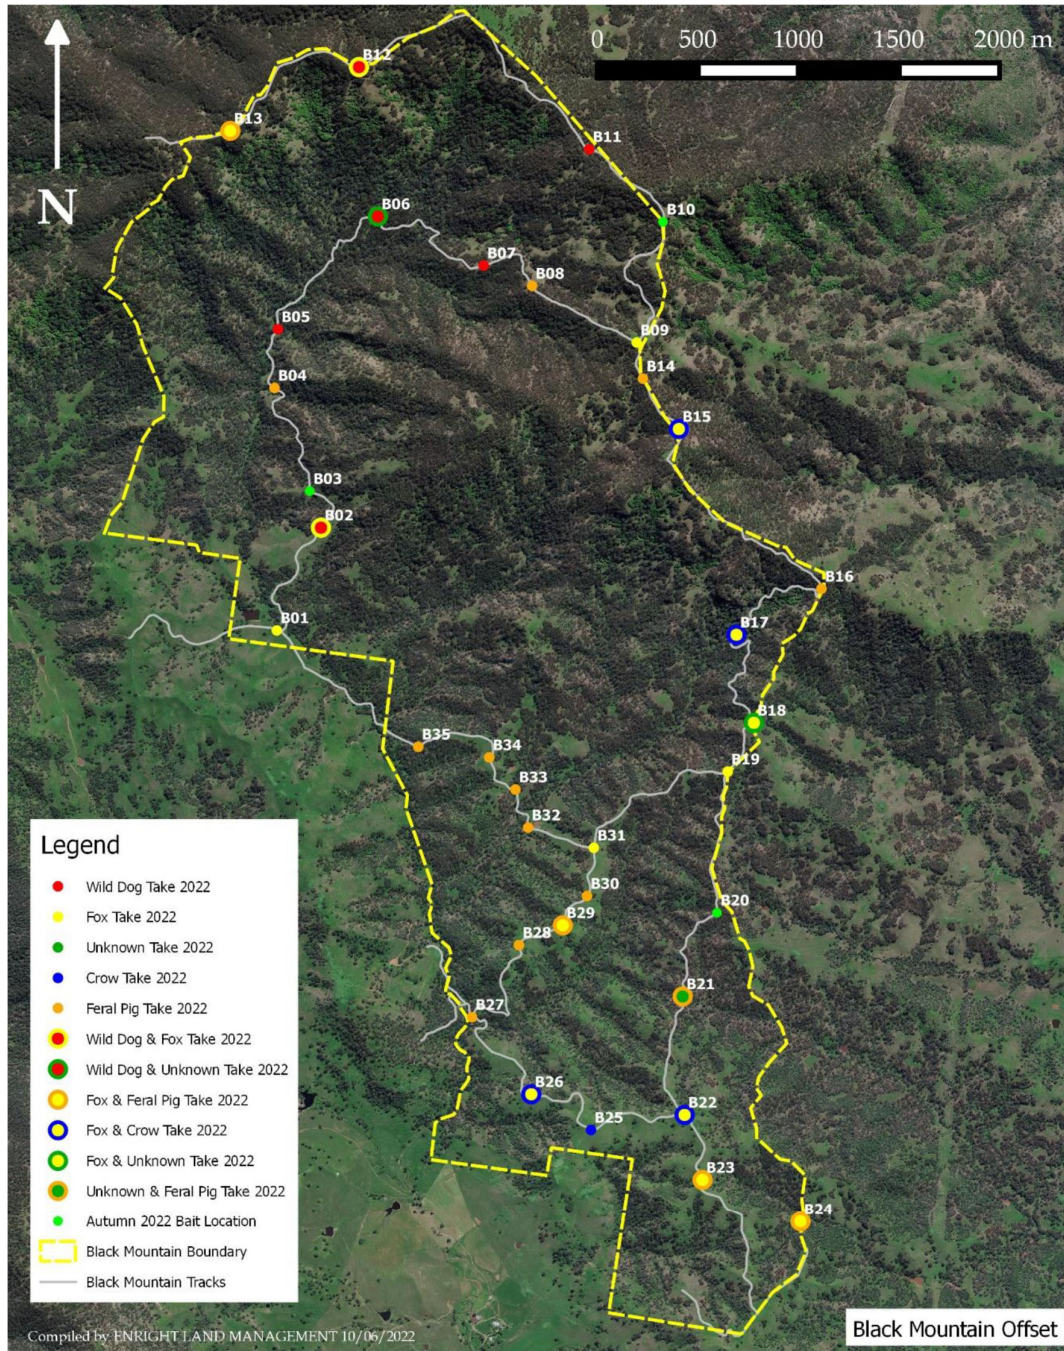 0 500 1000 1500 2000 m
N
B12
B13
B11
B06
B10
B07
B08
B05
B09
B14
B04
B15
B03
B02
B16
B01
B17
B18
B35
B34
B19
B33
B32
B31
B30
B20
B29
B28
B21
B27
B26
B22
B25
B23
B24
Legend
Wild Dog Take 2022
Fox Take 2022
Unknown Take 2022
Crow Take 2022
Feral Pig Take 2022
Wild Dog & Fox Take 2022
Wild Dog & Unknown Take 2022
Fox & Feral Pig Take 2022
Fox & Crow Take 2022
Fox & Unknown Take 2022
Unknown & Feral Pig Take 2022
Autumn 2022 Bait Location
Black Mountain Boundary
Black Mountain Tracks
Compiled by ENRIGHT LAND MANAGEMENT 10/06/2022
Black Mountain Offset